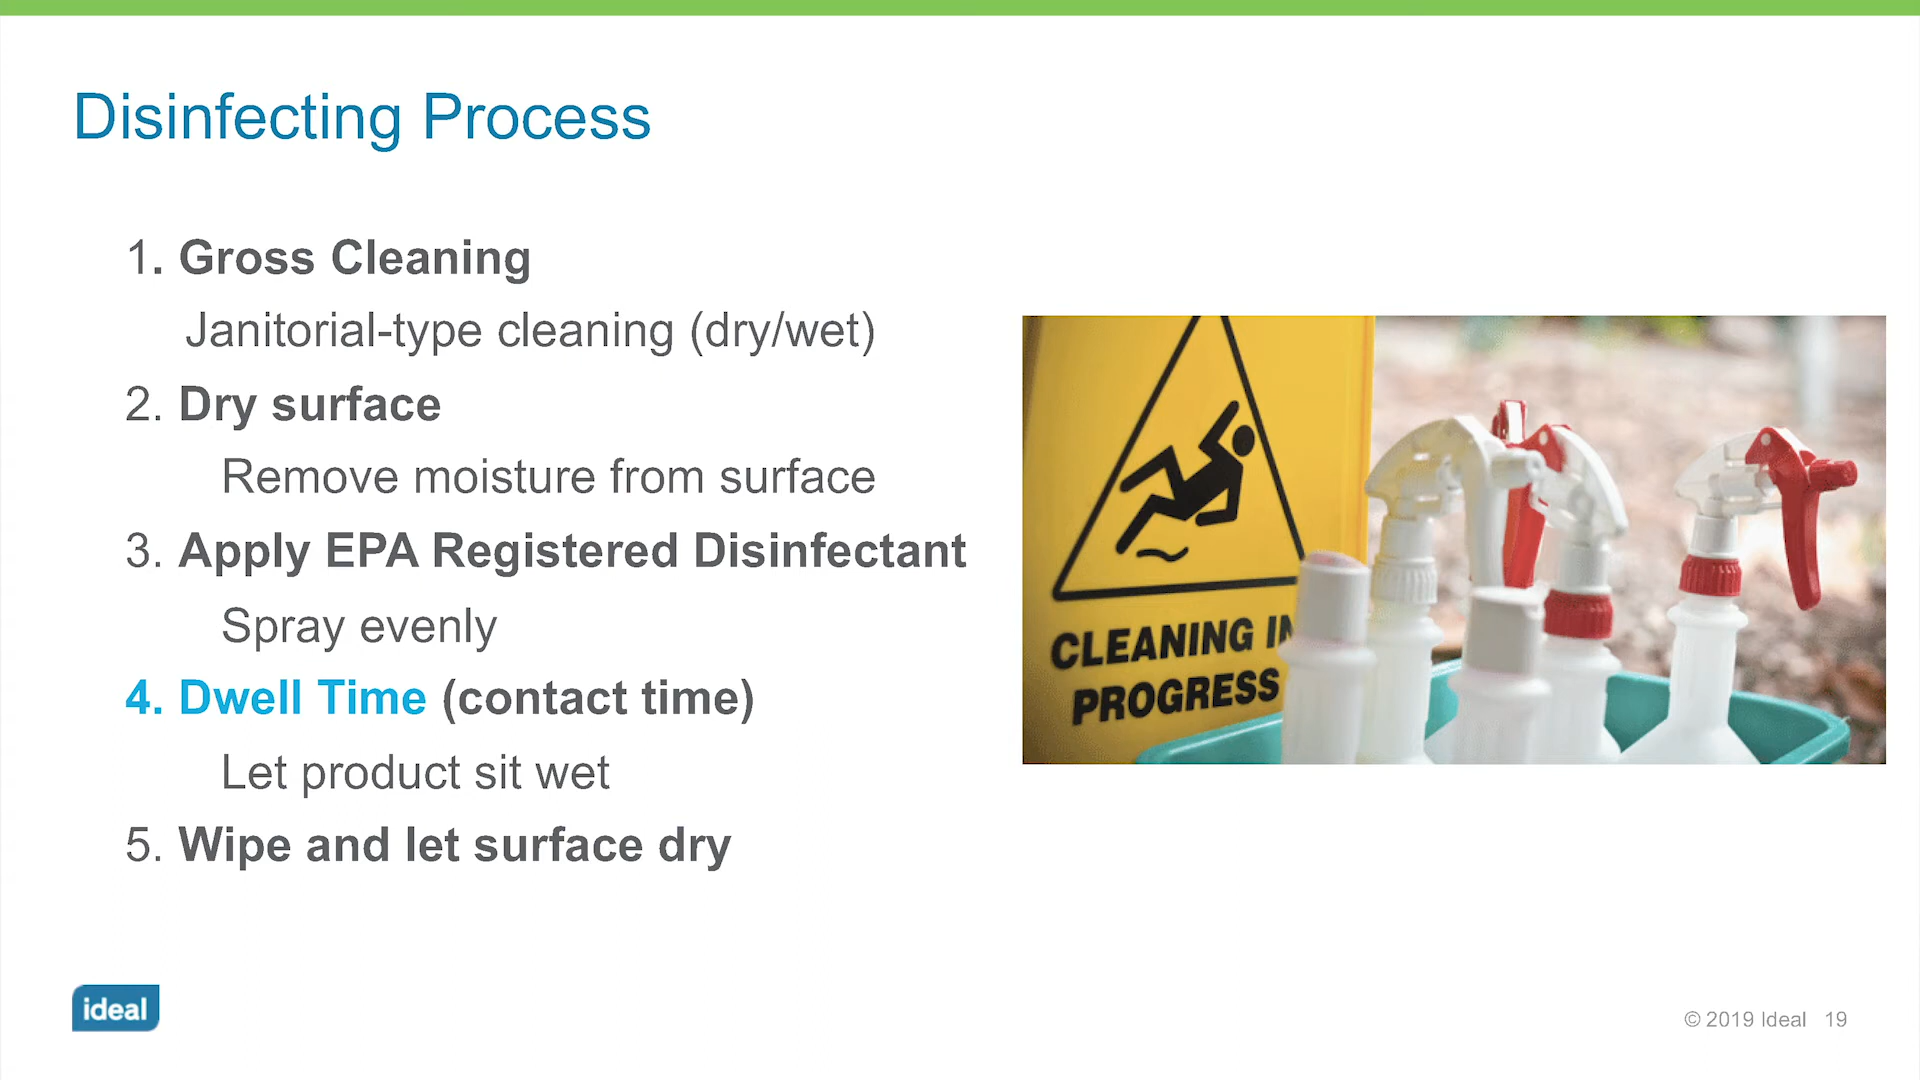 Disinfecting Process
1. Gross Cleaning
Janitorial-type cleaning (dry/wet)
2. Dry surface
Remove moisture from surface
3. Apply EPA Registered Disinfectant
Spray evenly
4. Dwell Time (contact time)
Let product sit wet
5. Wipe and let surface dry
CLEANING IN
PROGRESS
ideal
© 2019 Ideal 19